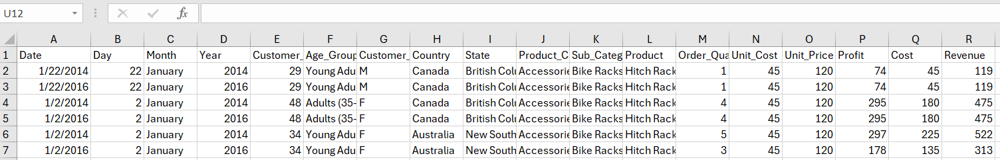 U12 fx
A B C D E F G H I J K L M N O P Q R
1 Date Day Month Year Customer_ Age_Group Customer_ Country State Product_C Sub_Categ Product Order_Qua Unit_Cost Unit_Price Profit Cost Revenue
2 1/22/2014 22 January 2014 29 Young Adu M Canada British Colu Accessorie Bike Racks Hitch Rack 1 45 120 74 45 119
3 1/22/2016 22 January 2016 29 Young Adu M Canada British Colu Accessorie Bike Racks Hitch Rack 1 45 120 74 45 119
4 1/2/2014 2 January 2014 48 Adults (35- F Canada British Colu Accessorie Bike Racks Hitch Rack 4 45 120 295 180 475
5 1/2/2016 2 January 2016 48 Adults (35- F Canada British Colu Accessorie Bike Racks Hitch Rack 4 45 120 295 180 475
6 1/2/2014 2 January 2014 34 Young Adu F Australia New South Accessorie Bike Racks Hitch Rack 5 45 120 297 225 522
7 1/2/2016 2 January 2016 34 Young Adu F Australia New South Accessorie Bike Racks Hitch Rack 3 45 120 178 135 313